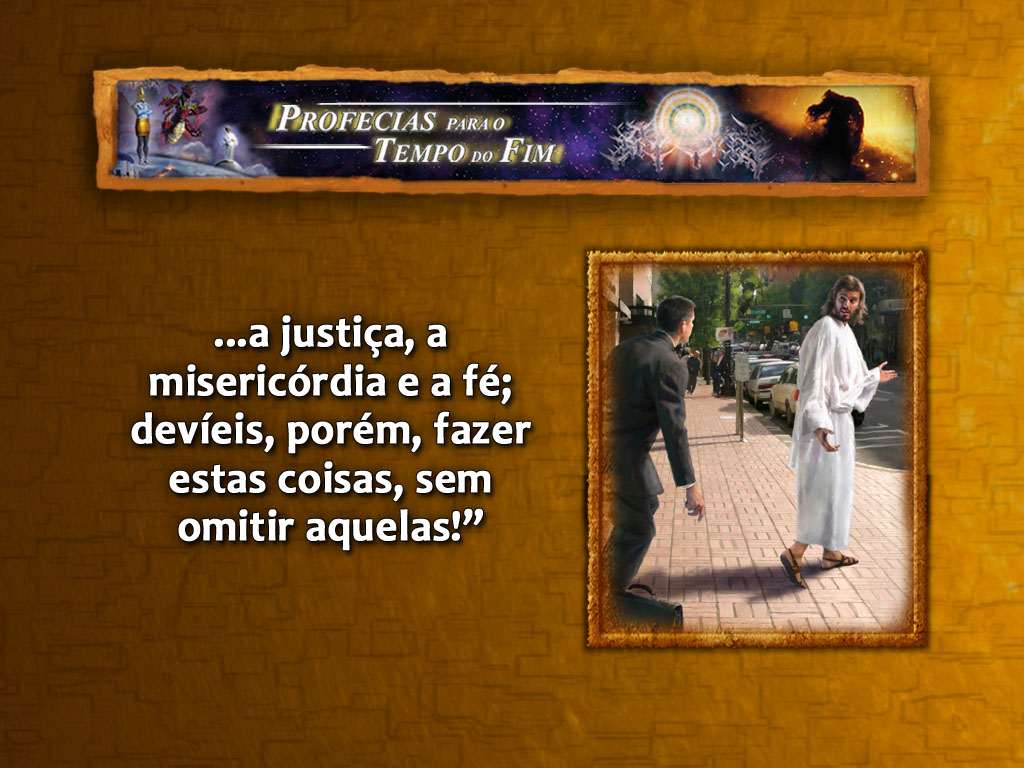 PROFECIAS PARA O
TEMPO DO FIM
...a justiça, a
misericórdia e a fé;
devíeis, porém, fazer
estas coisas, sem
omitir aquelas!”